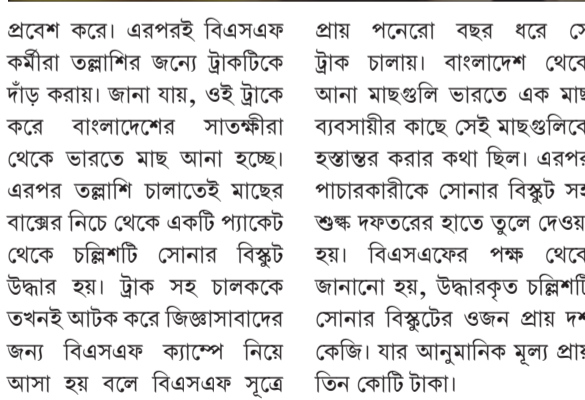 প্রবেশ করে। এরপরই বিএসএফ
কর্মীরা তল্লাশির জন্যে ট্রাকটিকে
দাঁড় করায়। জানা যায়, ওই ট্রাকে
করে বাংলাদেশের সাতক্ষীরা
থেকে ভারতে মাছ আনা হচ্ছে।
এরপর তল্লাশি চালাতেই মাছের
বাক্সের নিচে থেকে একটি প্যাকেট
থেকে চল্লিশটি সোনার বিস্কুট
উদ্ধার হয়। ট্রাক সহ চালককে
তখনই আটক করে জিজ্ঞাসাবাদের
জন্য বিএসএফ ক্যাম্পে নিয়ে
আসা হয় বলে বিএসএফ সূত্রে
প্রায় পনেরো বছর ধরে
ট্রাক চালায়। বাংলাদেশ থেকে
আনা মাছগুলি ভারতে এক মাছ
ব্যবসায়ীর কাছে সেই মাছগুলিকে
হস্তান্তর করার কথা ছিল। এরপর
পাচারকারীকে সোনার বিস্কুট সহ
শুল্ক দফতরের হাতে তুলে দেওয়া
হয়। বিএসএফের পক্ষ থেকে
জানানো হয়, উদ্ধারকৃত চল্লিশটি
সোনার বিস্কুটের ওজন প্রায় দশ
কেজি। যার আনুমানিক মূল্য প্রায়
তিন কোটি টাকা।